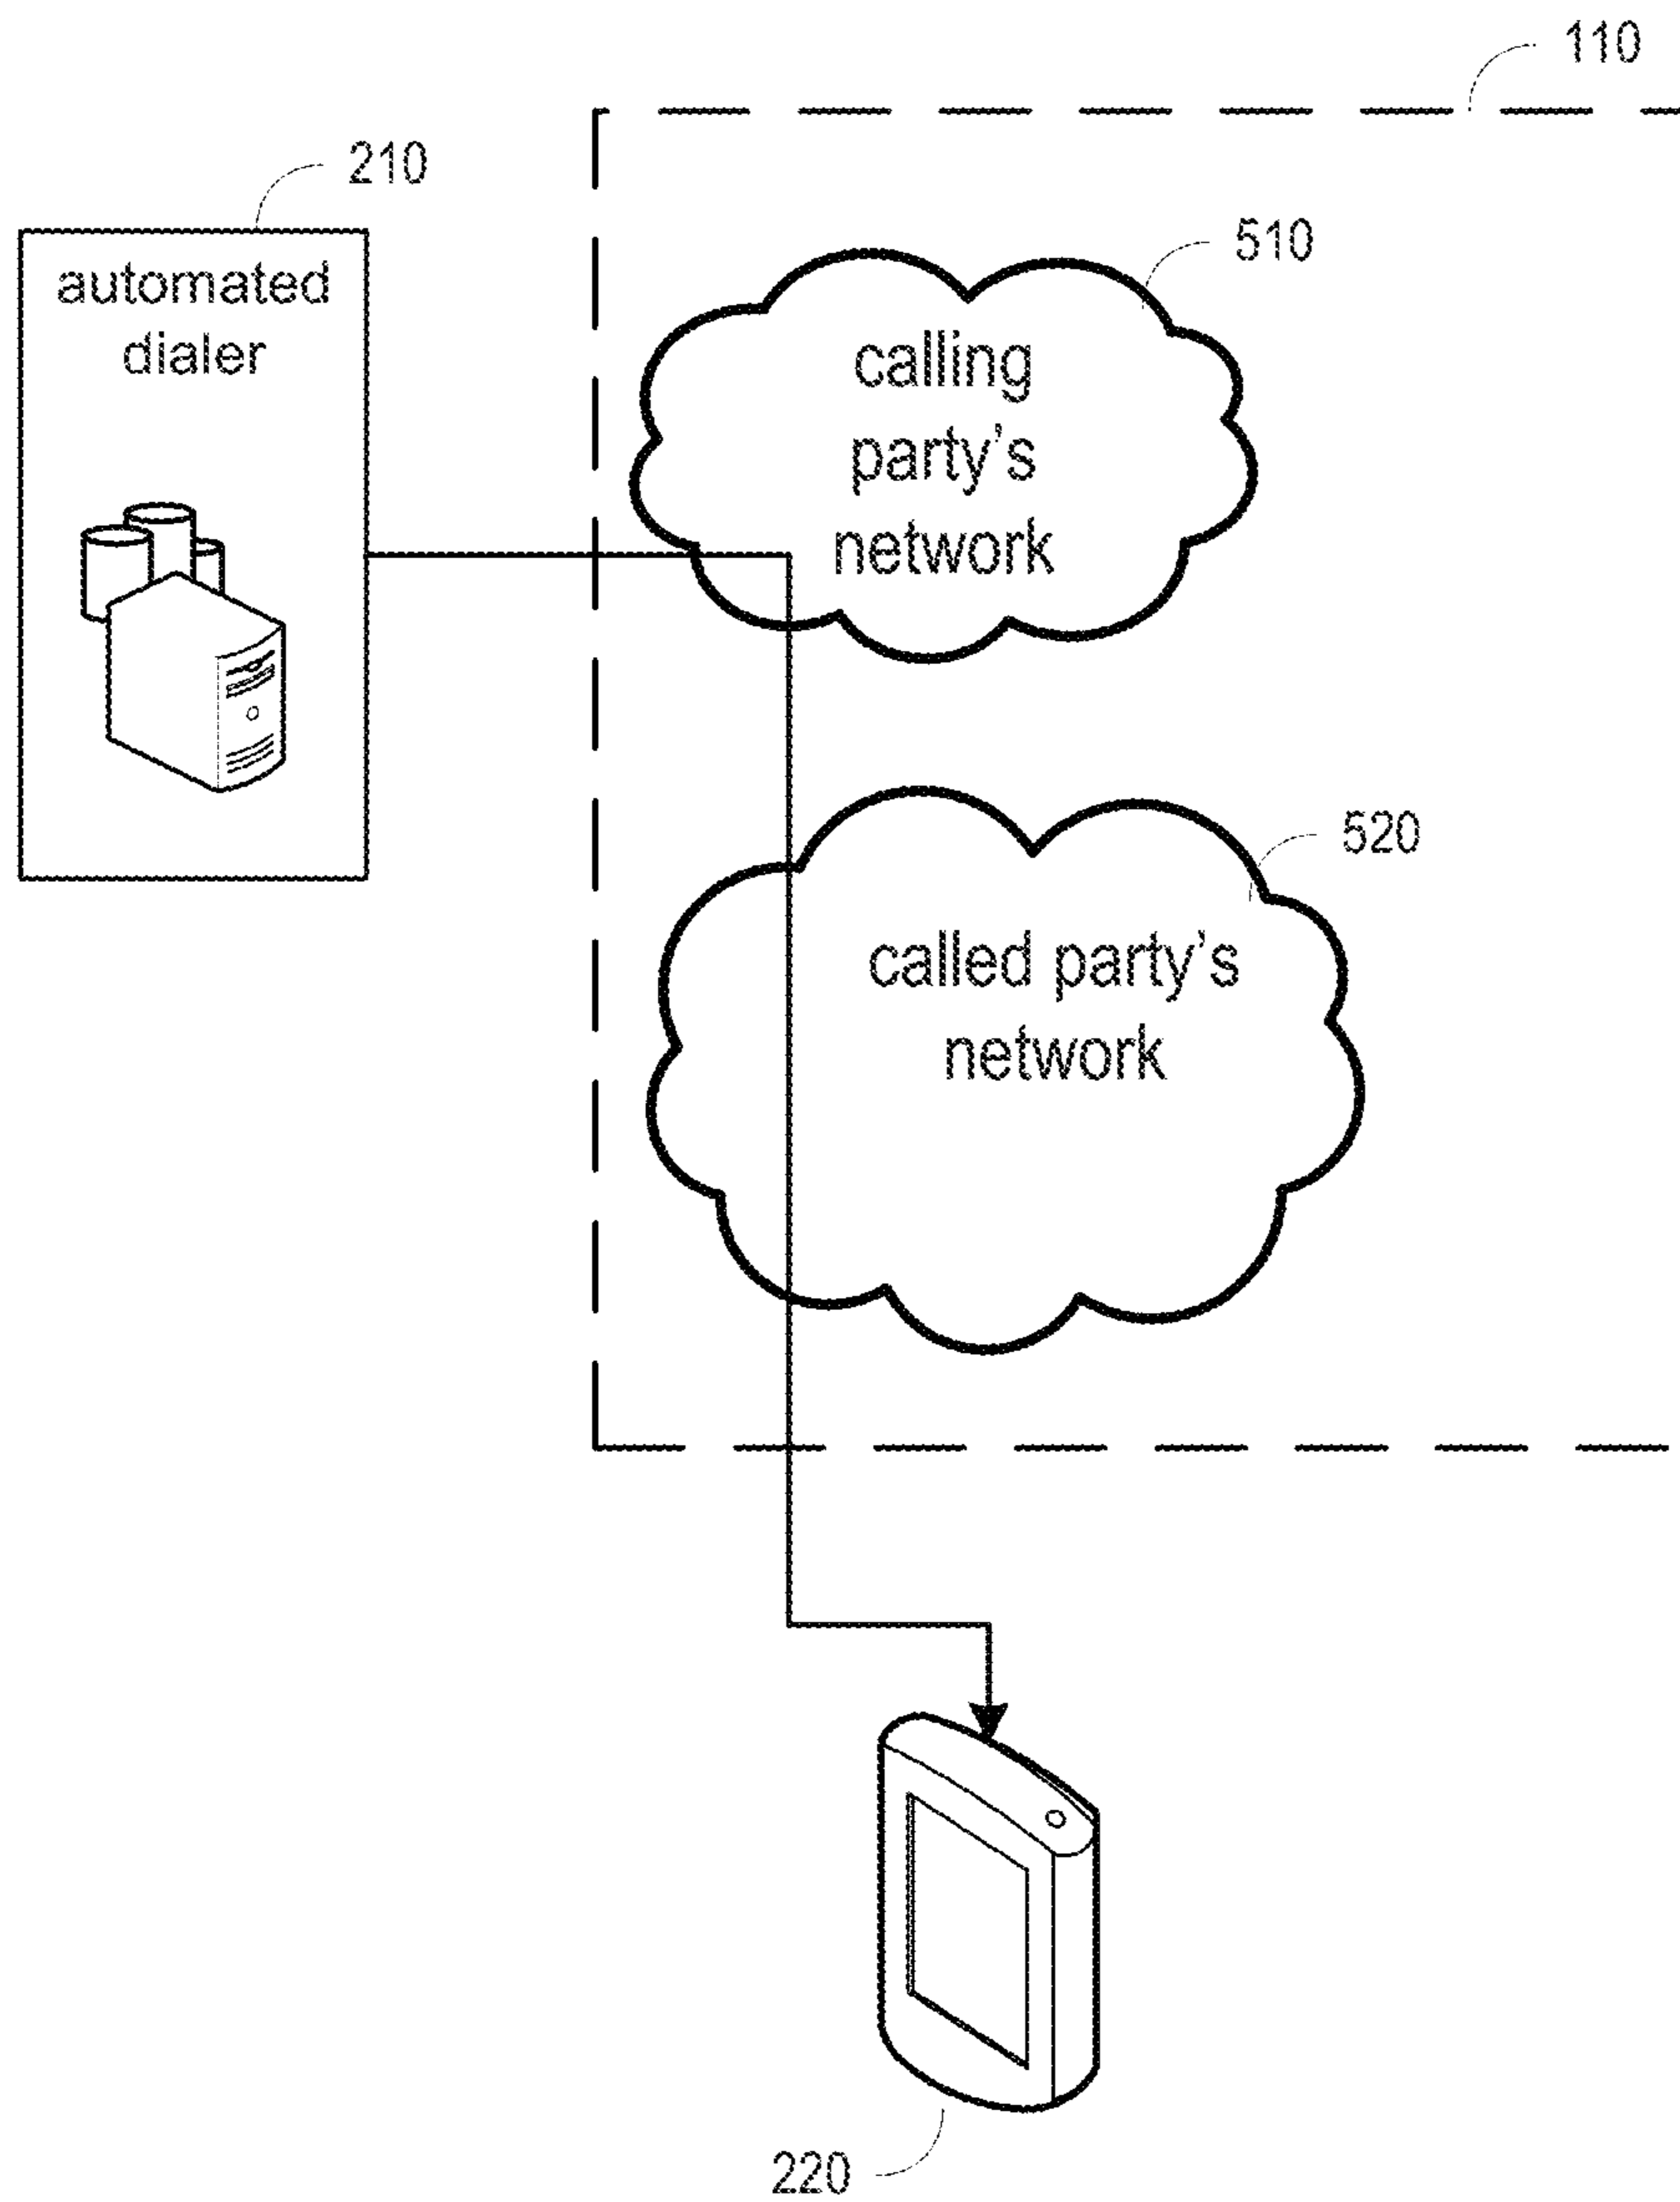 110
210
automated
dialer
510
calling
party's
network
520
called party's
network
220